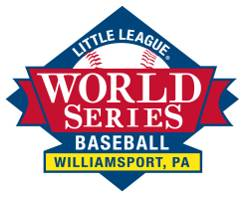 LITTLE LEAGUE®
WORLD
SERIES
BASEBALL
WILLIAMSPORT, PA